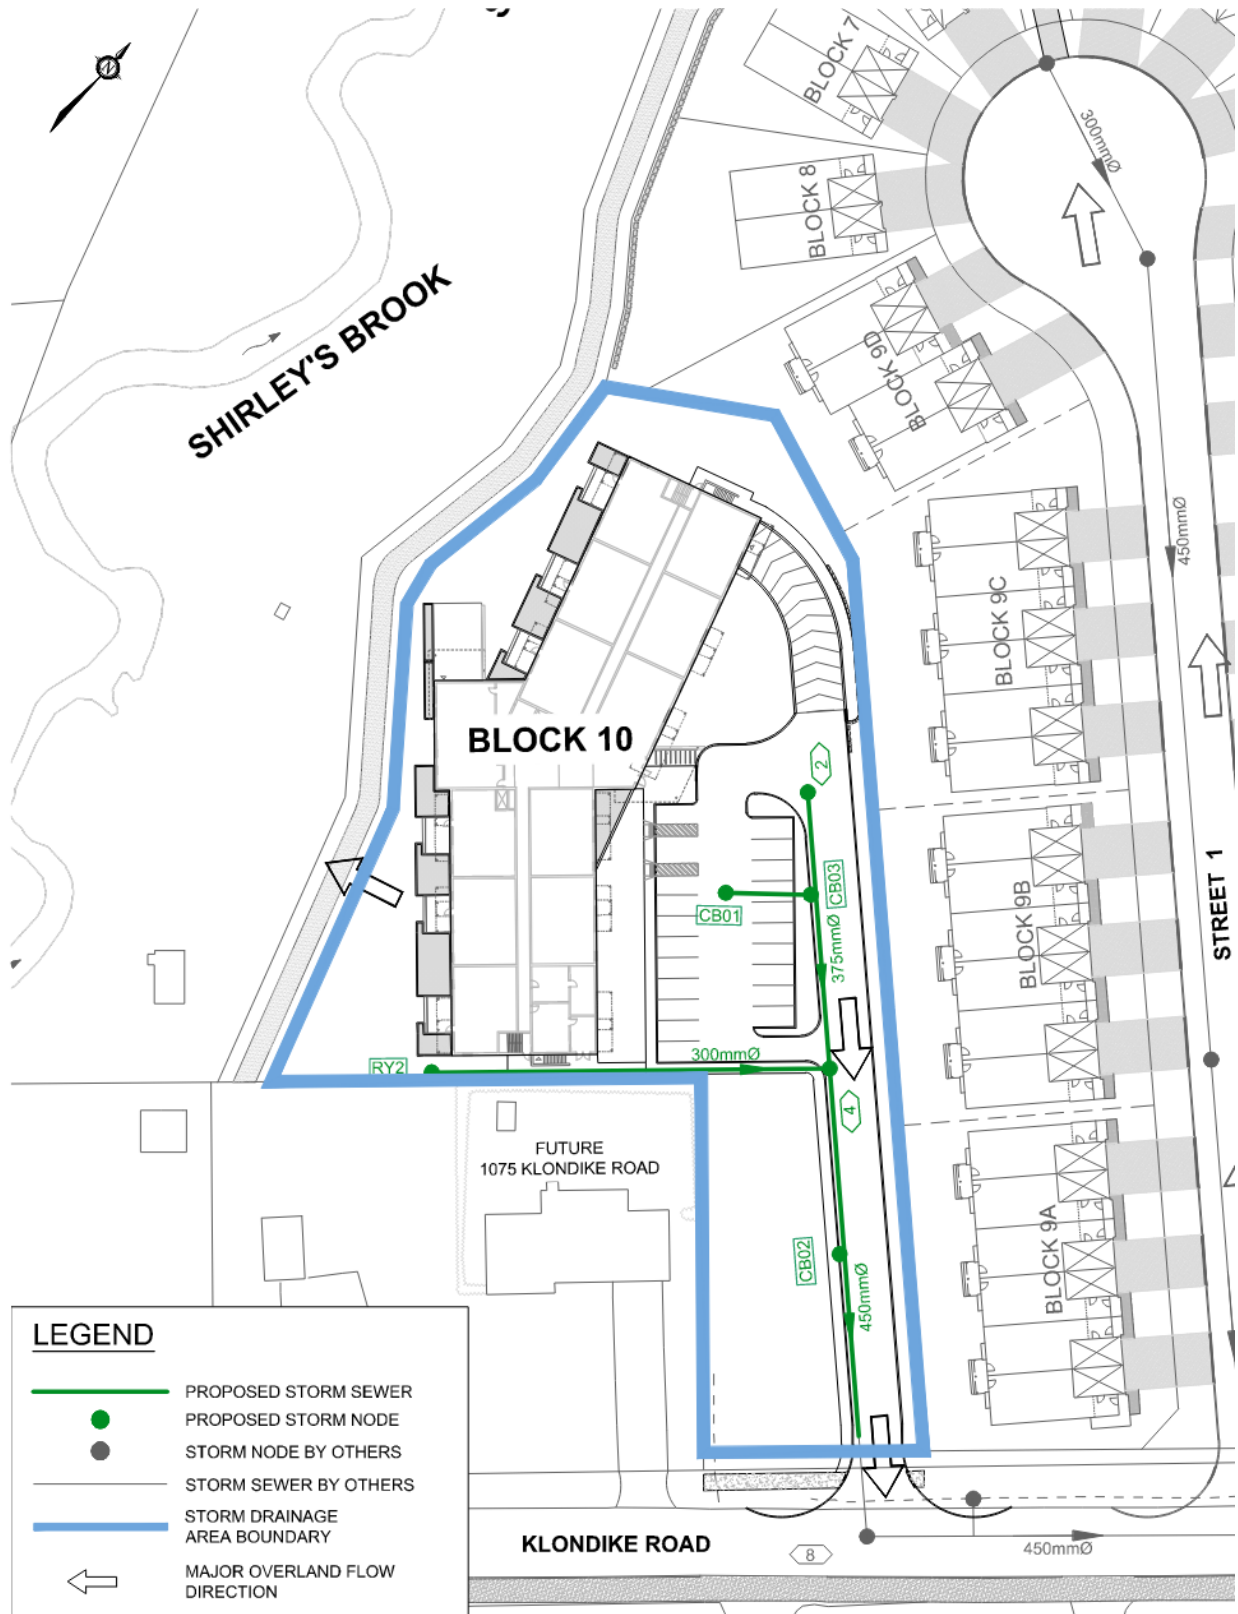 N
SHIRLEY'S BROOK
BLOCK 7
BLOCK 8
BLOCK 9D
300mmØ
450mmØ
BLOCK 9C
BLOCK 10
2
CB03
CB01
375mmØ
BLOCK 9B
STREET 1
RY2
300mmØ
4
FUTURE
1075 KLONDIKE ROAD
CB02
450mmØ
BLOCK 9A
LEGEND
PROPOSED STORM SEWER
PROPOSED STORM NODE
STORM NODE BY OTHERS
STORM SEWER BY OTHERS
STORM DRAINAGE
AREA BOUNDARY
MAJOR OVERLAND FLOW
DIRECTION
KLONDIKE ROAD
8
450mmØ